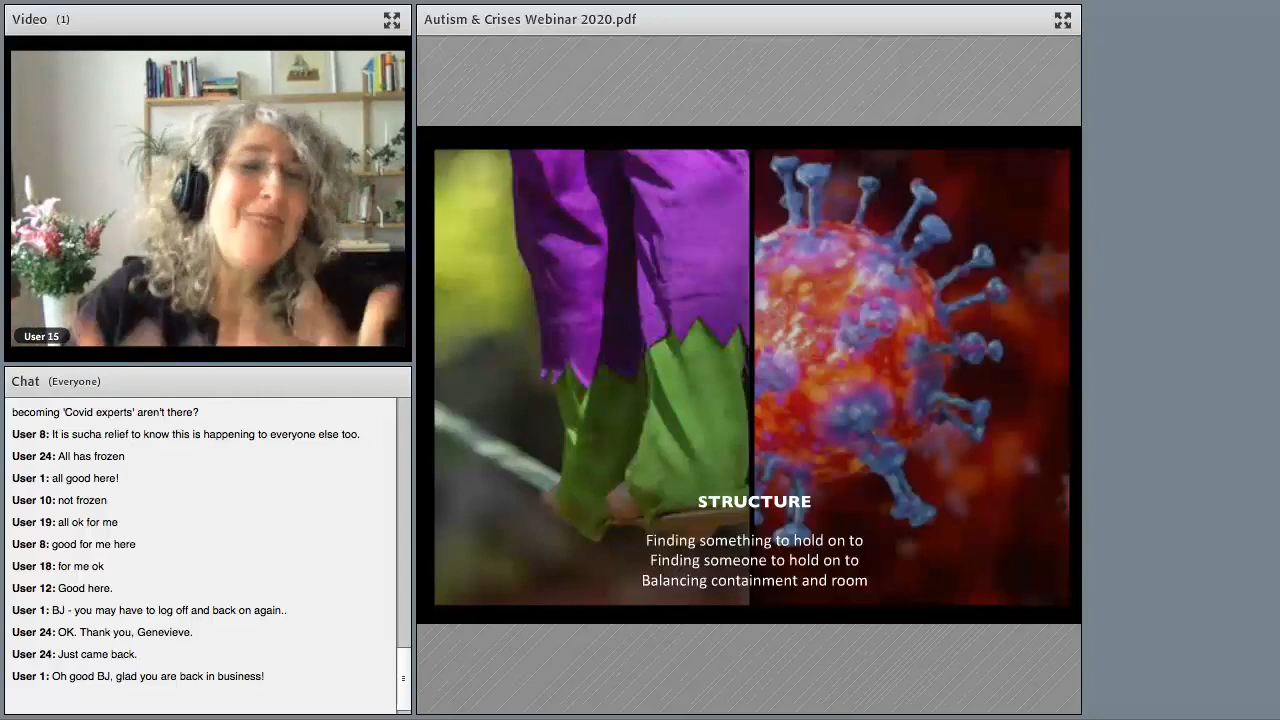 Video (1)
User 15
Chat (Everyone)
becoming 'Covid experts' aren't there?
User 8: It is sucha relief to know this is happening to everyone else too.
User 24: All has frozen
User 1: all good here!
User 10: not frozen
User 19: all ok for me
User 8: good for me here
User 18: for me ok
User 12: Good here.
User 1: BJ - you may have to log off and back on again..
User 24: OK. Thank you, Genevieve.
User 24: Just came back.
User 1: Oh good BJ, glad you are back in business!
Autism & Crises Webinar 2020.pdf
STRUCTURE
Finding something to hold on to
Finding someone to hold on to
Balancing containment and room